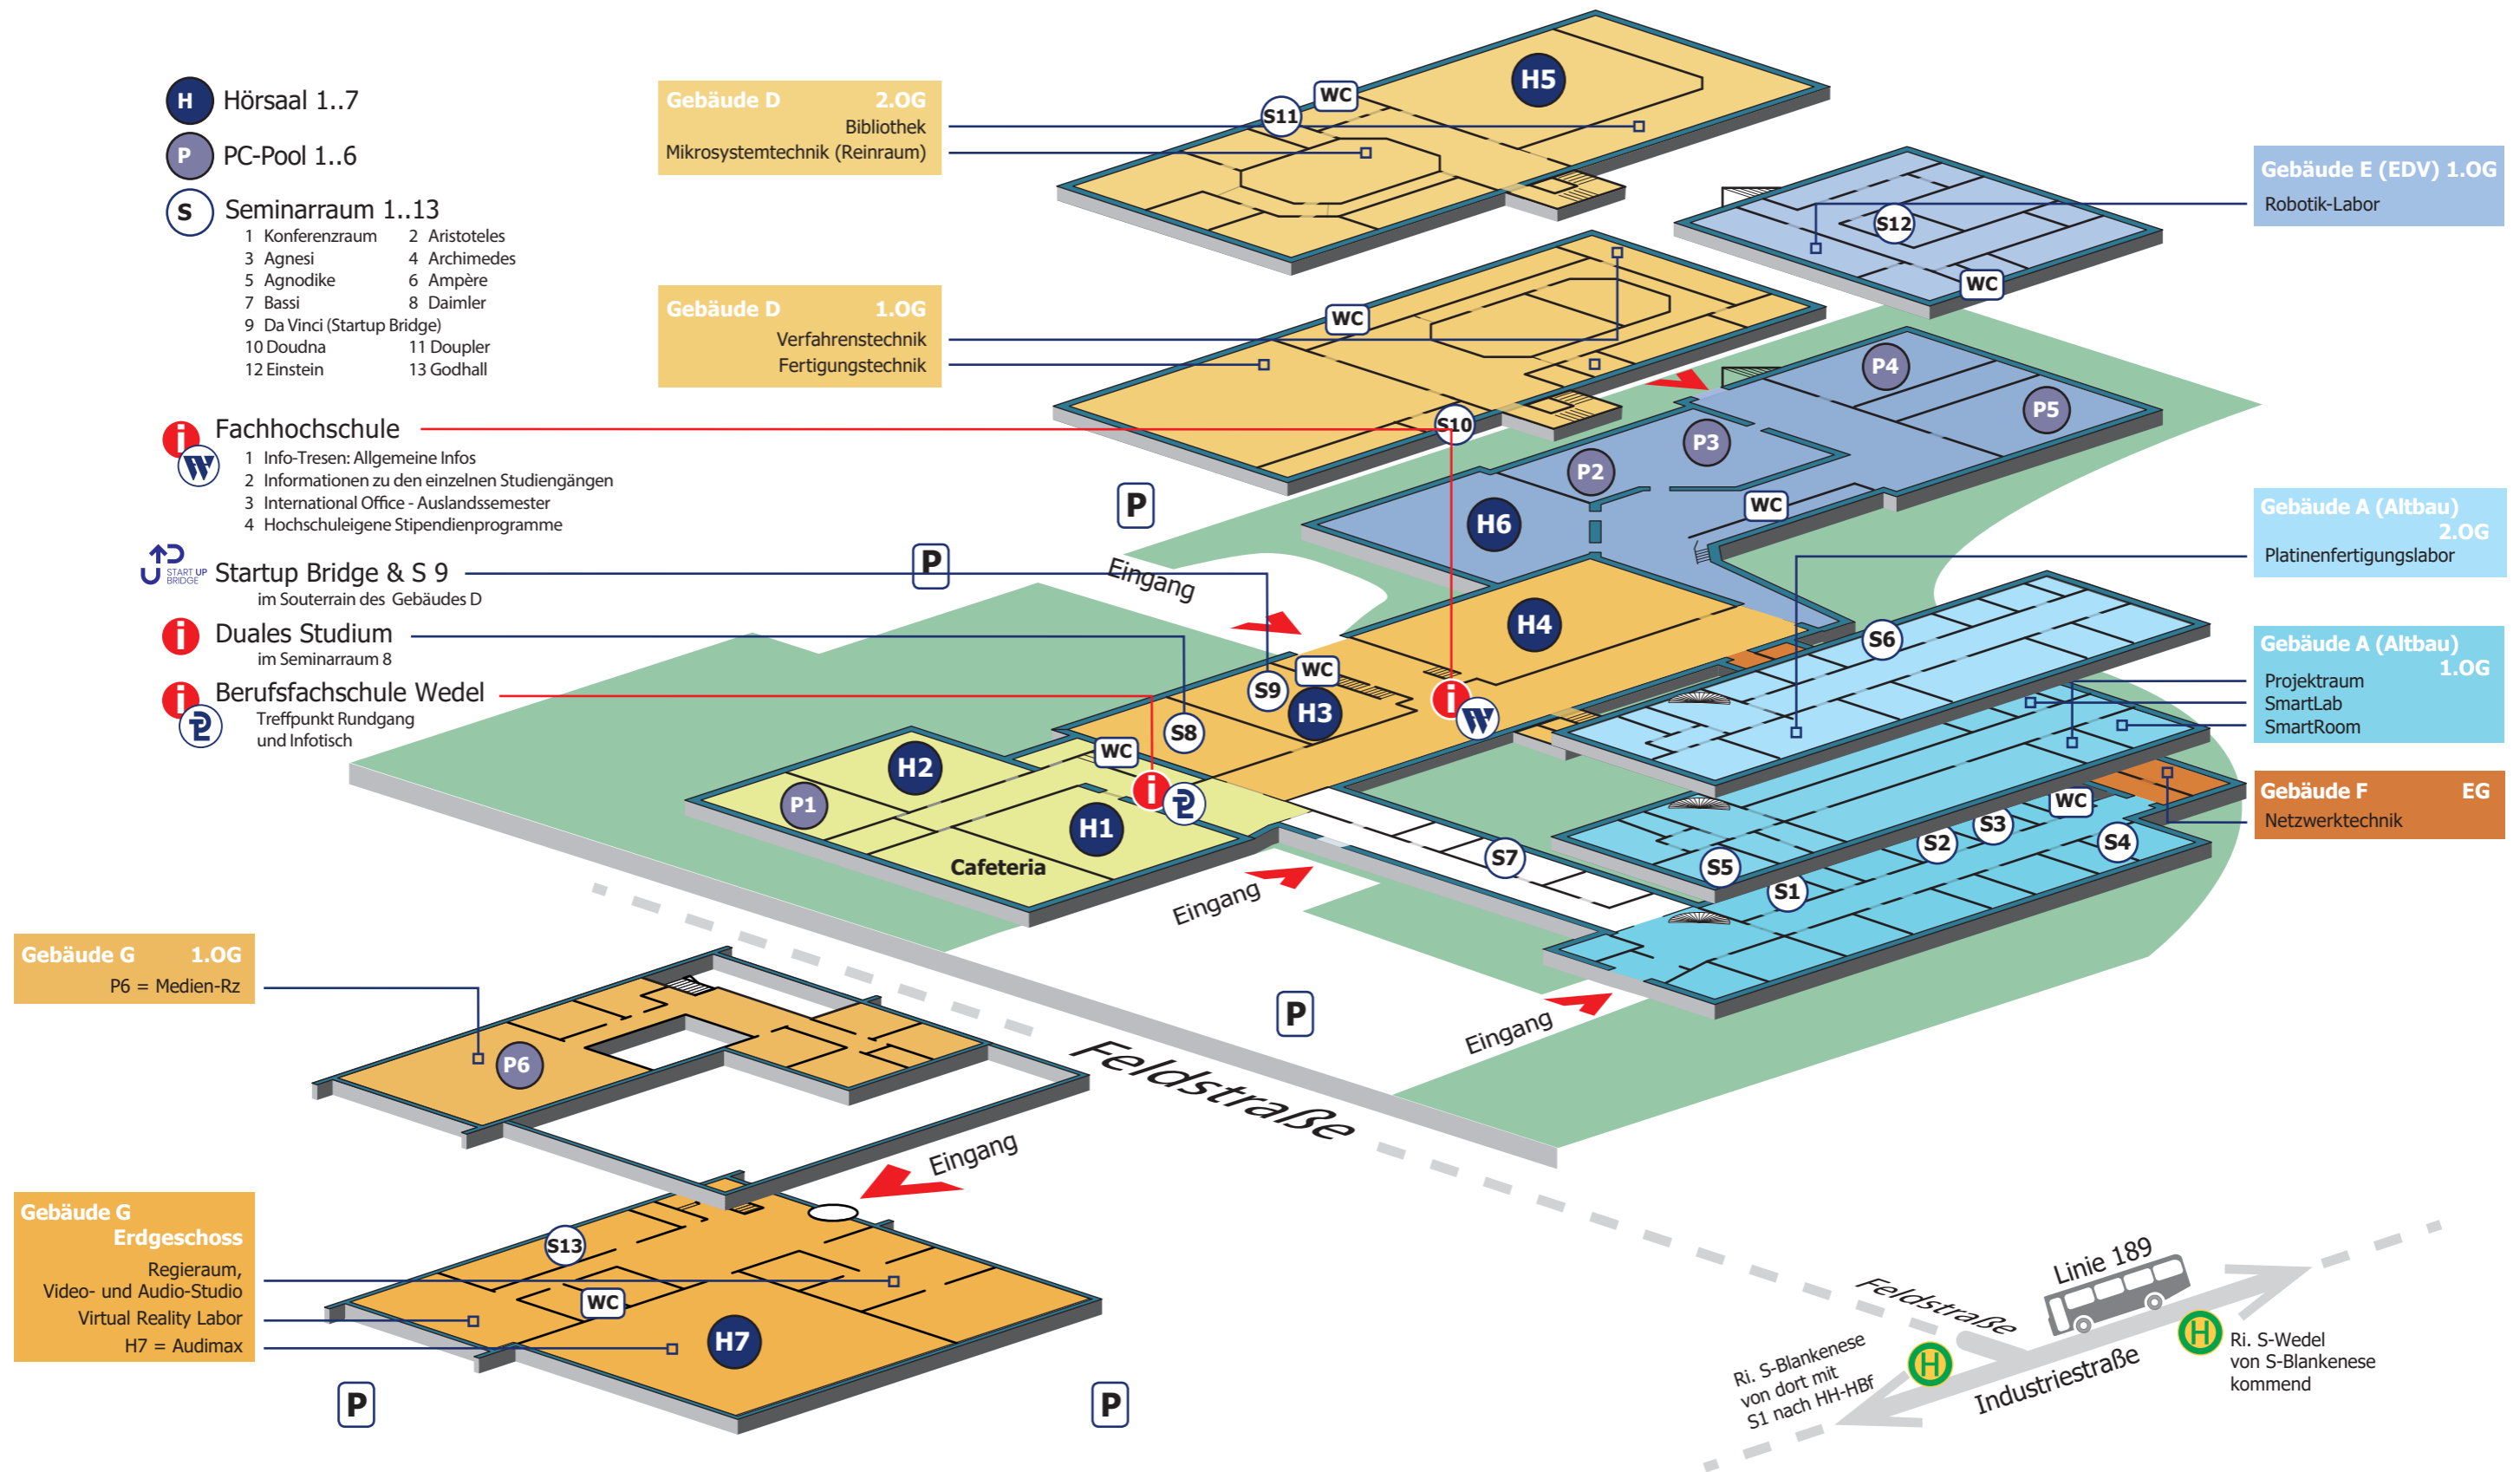 H Hörsaal 1..7
P PC-Pool 1..6
S Seminarraum 1..13
1 Konferenzraum 2 Aristoteles
3 Agnesi 4 Archimedes
5 Agnodike 6 Ampère
7 Bassi 8 Daimler
9 Da Vinci (Startup Bridge)
10 Doudna 11 Doupler
12 Einstein 13 Godhall
i Fachhochschule
W
1 Info-Tresen: Allgemeine Infos
2 Informationen zu den einzelnen Studiengängen
3 International Office - Auslandssemester
4 Hochschuleigene Stipendienprogramme
START UP
BRIDGE
Startup Bridge & S 9
im Souterrain des Gebäudes D
i Duales Studium
im Seminarraum 8
i Berufsfachschule Wedel
Treffpunkt Rundgang
und Infotisch
Gebäude D 2.OG
Bibliothek
Mikrosystemtechnik (Reinraum)
H5
WC
S11
Gebäude D 1.OG
Verfahrenstechnik
Fertigungstechnik
WC
S10
Gebäude E (EDV) 1.OG
Robotik-Labor
S12
WC
P4
P5
P3
P2
H6
WC
P
P
Eingang
Gebäude A (Altbau)
2.OG
Platinenfertigungslabor
S6
Gebäude A (Altbau)
1.OG
Projektraum
SmartLab
SmartRoom
S5
Gebäude F EG
Netzwerktechnik
H4
WC
S9
H3
i
W
S8
WC
H2
P1
i
H1
Cafeteria
S7
WC
S3
S2
S4
S1
Eingang
Eingang
P
Feldstraße
Gebäude G 1.OG
P6 = Medien-Rz
P6
Eingang
Gebäude G
Erdgeschoss
Regieraum,
Video- und Audio-Studio
Virtual Reality Labor
H7 = Audimax
S13
WC
H7
P
P
Linie 189
Feldstraße
H
H
Industriestraße
Ri. S-Blankenese
von dort mit
S1 nach HH-HBf
Ri. S-Wedel
von S-Blankenese
kommend